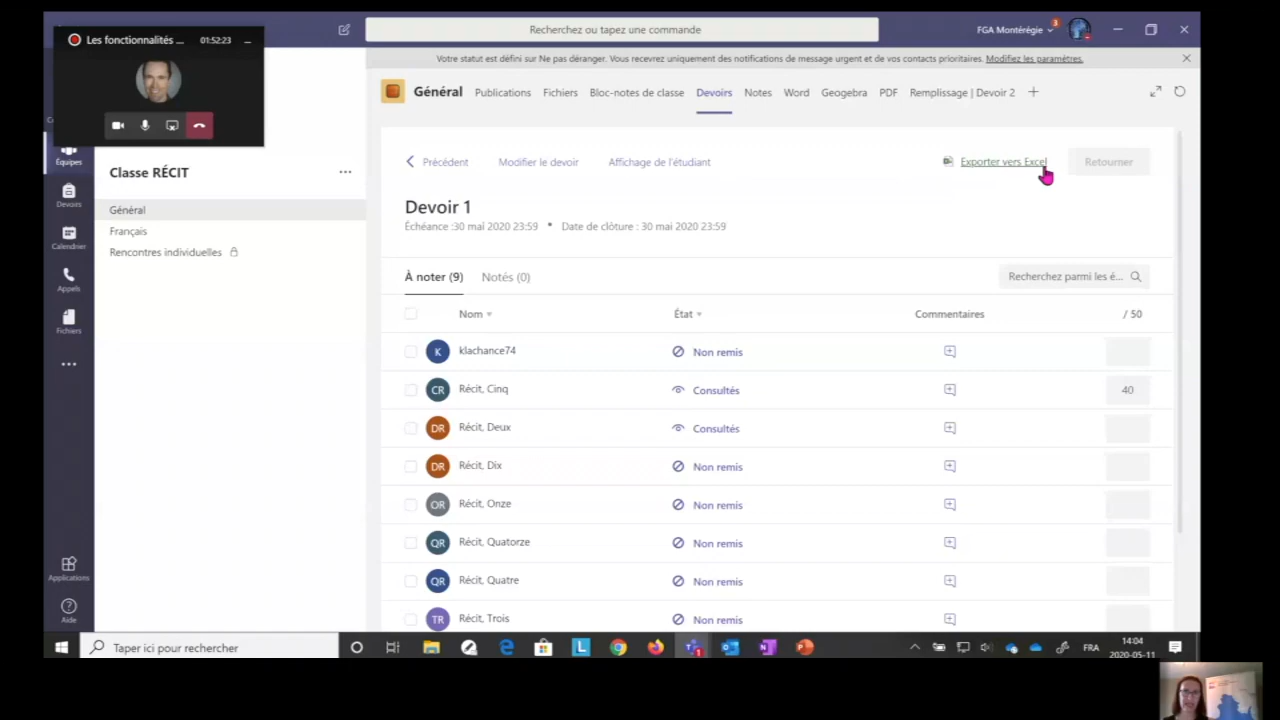 Les fonctionnalités ... 01:52:23
Recherchez ou tapez une commande
FGA Montérégie 3
Votre statut est défini sur Ne pas déranger. Vous recevrez uniquement des notifications de message urgent et de vos contacts prioritaires. Modifiez les paramètres.
Général Publications Fichiers Bloc-notes de classe Devoirs Notes Word Geogebra PDF Remplissage | Devoir 2
Équipes
Devoirs
Calendrier
Appels
Fichiers
Applications
Aide
Classe RÉCIT
Général
Français
Rencontres individuelles
Précédent Modifier le devoir Affichage de l'étudiant Exporter vers Excel Retourner
Devoir 1
Échéance :30 mai 2020 23:59 • Date de clôture : 30 mai 2020 23:59
À noter (9) Notés (0) Recherchez parmi les é...
Nom État Commentaires / 50
K klachance74 Non remis
CR Récit, Cinq Consultés 40
DR Récit, Deux Consultés
DR Récit, Dix Non remis
OR Récit, Onze Non remis
QR Récit, Quatorze Non remis
QR Récit, Quatre Non remis
TR Récit, Trois Non remis
Taper ici pour rechercher
L
FRA
14:04
2020-05-11